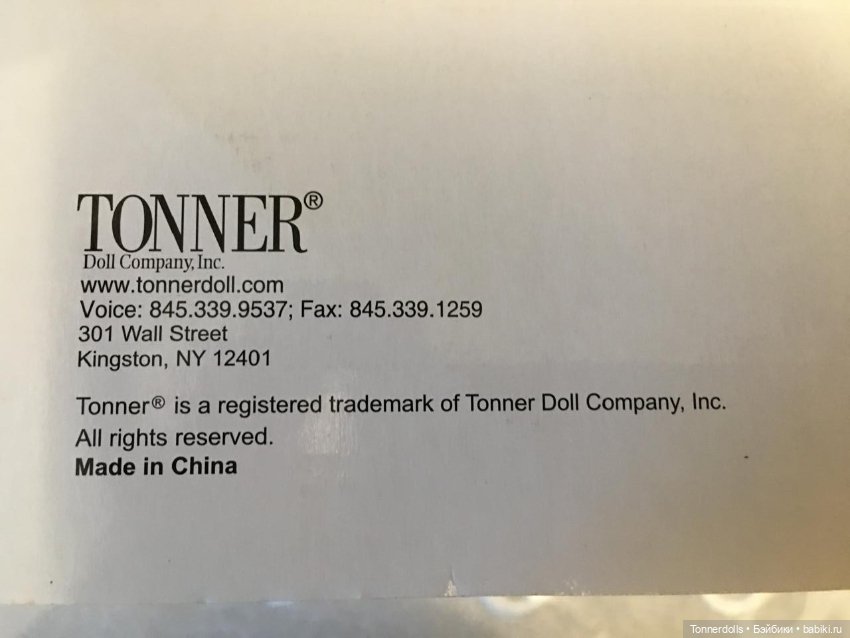 TONNER®
Doll Company, Inc.
www.tonnerdoll.com
Voice: 845.339.9537; Fax: 845.339.1259
301 Wall Street
Kingston, NY 12401
Tonner® is a registered trademark of Tonner Doll Company, Inc.
All rights reserved.
Made in China
Tonnerdolls • Бэйбики • babiki.ru